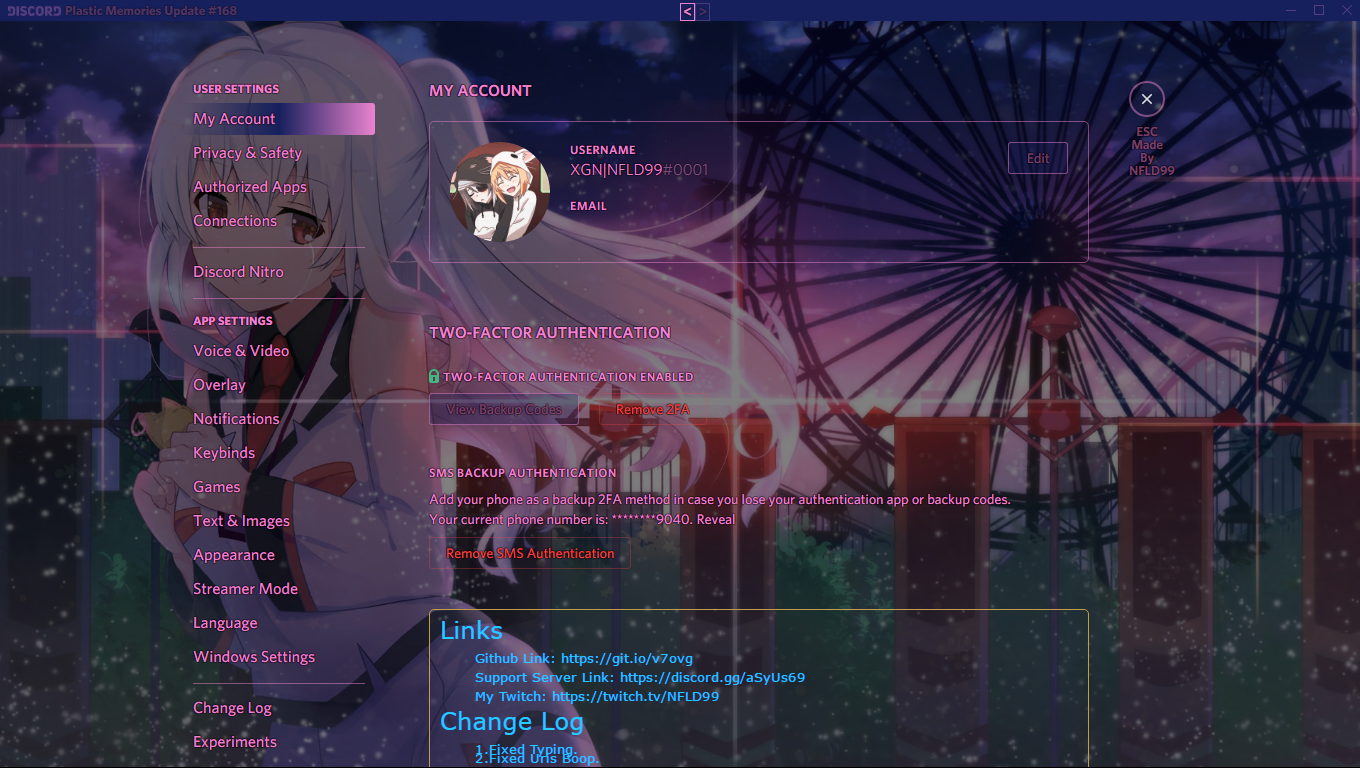 DISCORD Plastic Memories Update #168
< >
USER SETTINGS
My Account
Privacy & Safety
Authorized Apps
Connections
Discord Nitro
APP SETTINGS
Voice & Video
Overlay
Notifications
Keybinds
Games
Text & Images
Appearance
Streamer Mode
Language
Windows Settings
Change Log
Experiments
MY ACCOUNT
USERNAME
XGN|NFLD99#0001
EMAIL
Edit
ESC
Made
By
NFLD99
TWO-FACTOR AUTHENTICATION
TWO-FACTOR AUTHENTICATION ENABLED
View Backup Codes
Remove 2FA
SMS BACKUP AUTHENTICATION
Add your phone as a backup 2FA method in case you lose your authentication app or backup codes.
Your current phone number is: ********9040. Reveal
Remove SMS Authentication
Links
Github Link: https://git.io/v7ovg
Support Server Link: https://discord.gg/aSyUs69
My Twitch: https://twitch.tv/NFLD99
Change Log
1.Fixed Typing.
2.Fixed Urls Boop.